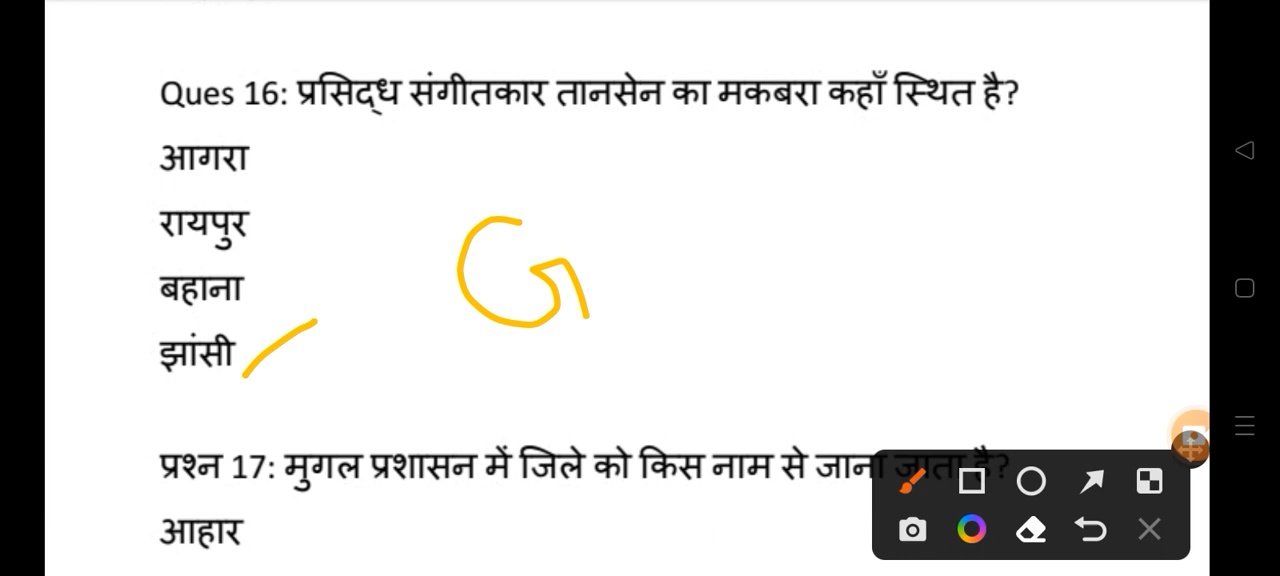 Ques 16: प्रसिद्ध संगीतकार तानसेन का मकबरा कहाँ स्थित है?
आगरा
रायपुर
बहाना
झांसी
G
प्रश्न 17: मुगल प्रशासन में जिले को किस नाम से जाना जाता है?
आहार